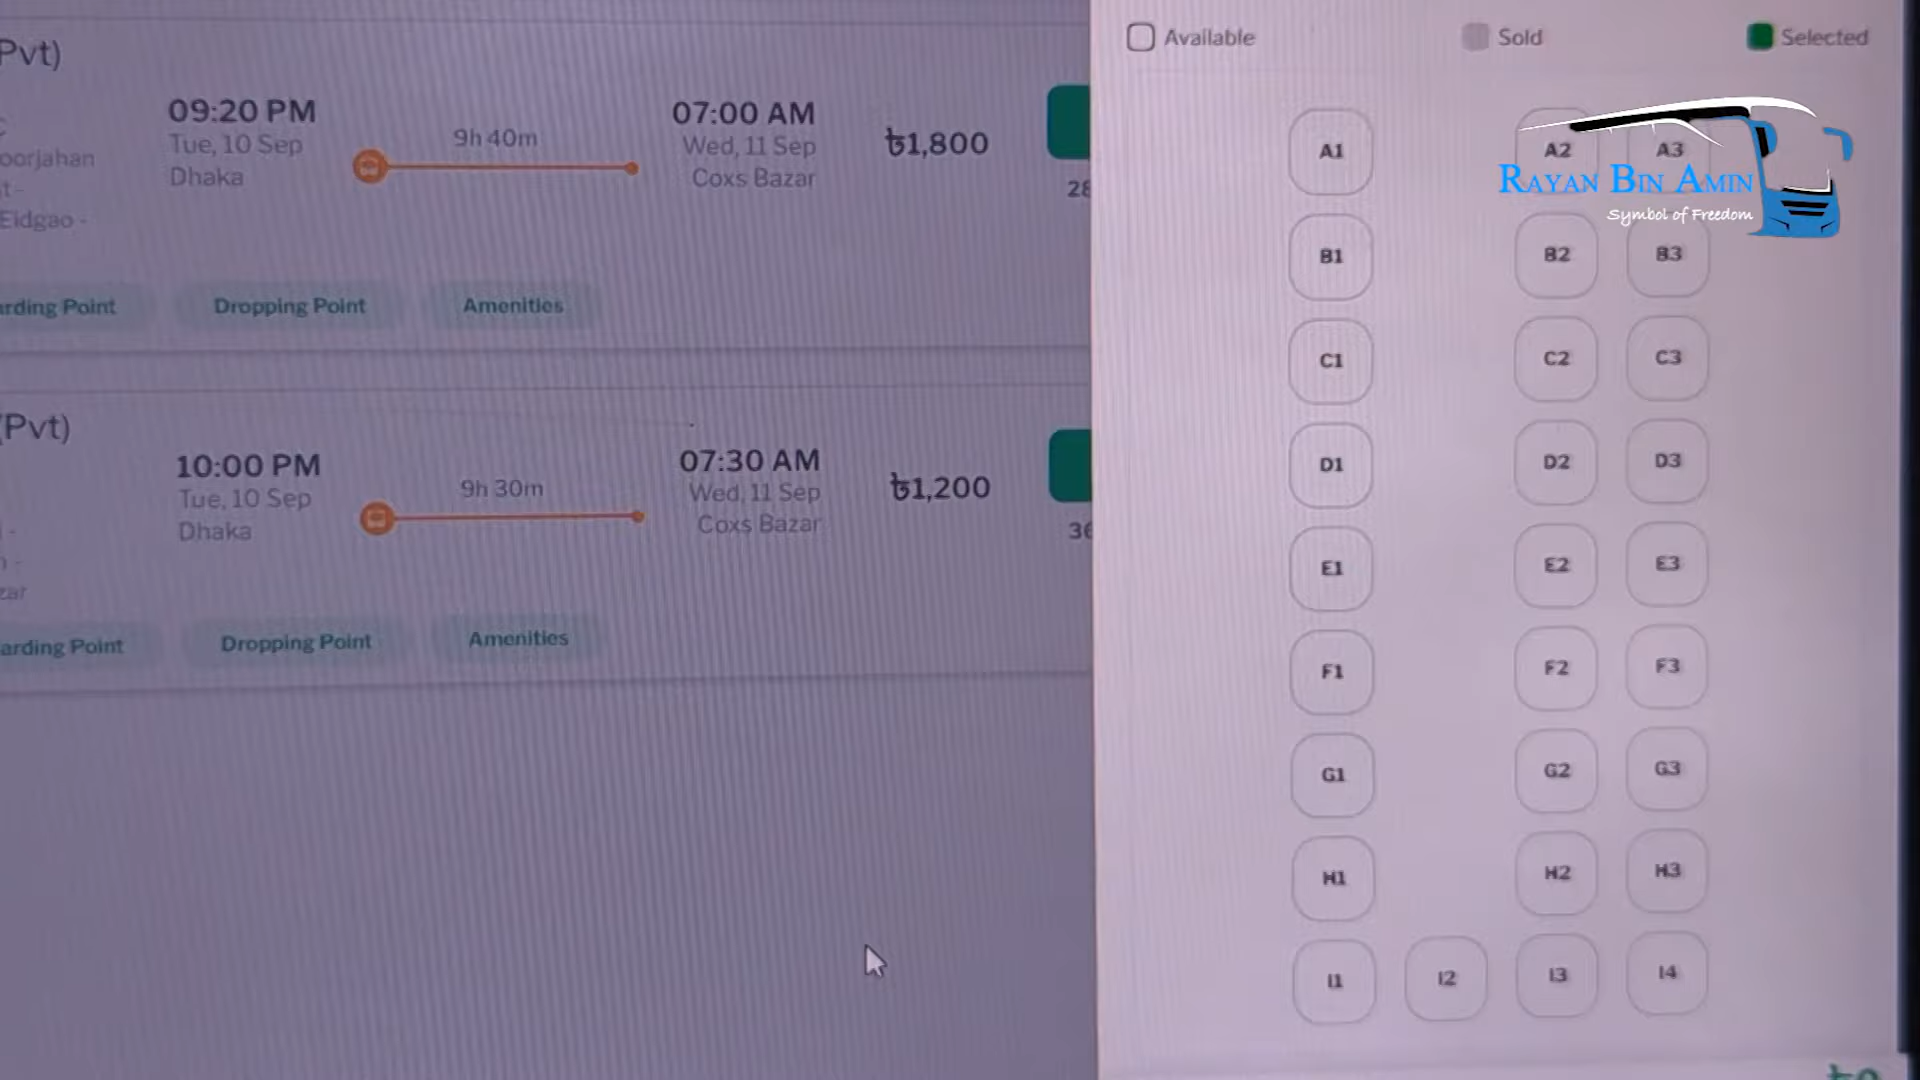 Pvt)
09:20 PM
Tue, 10 Sep
Dhaka
9h 40m
07:00 AM
Wed, 11 Sep
Coxs Bazar
৳1,800
28
oorjahan
t-
Eidgao -
arding Point
Dropping Point
Amenities
(Pvt)
10:00 PM
Tue, 10 Sep
Dhaka
9h 30m
07:30 AM
Wed, 11 Sep
Coxs Bazar
৳1,200
36
zar
arding Point
Dropping Point
Amenities
Available Sold Selected
A1 A2 A3
RAYAN BIN AMIN
Symbol of Freedom
B1 B2 B3
C1 C2 C3
D1 D2 D3
E1 E2 E3
F1 F2 F3
G1 G2 G3
H1 H2 H3
I1 I2 I3 I4